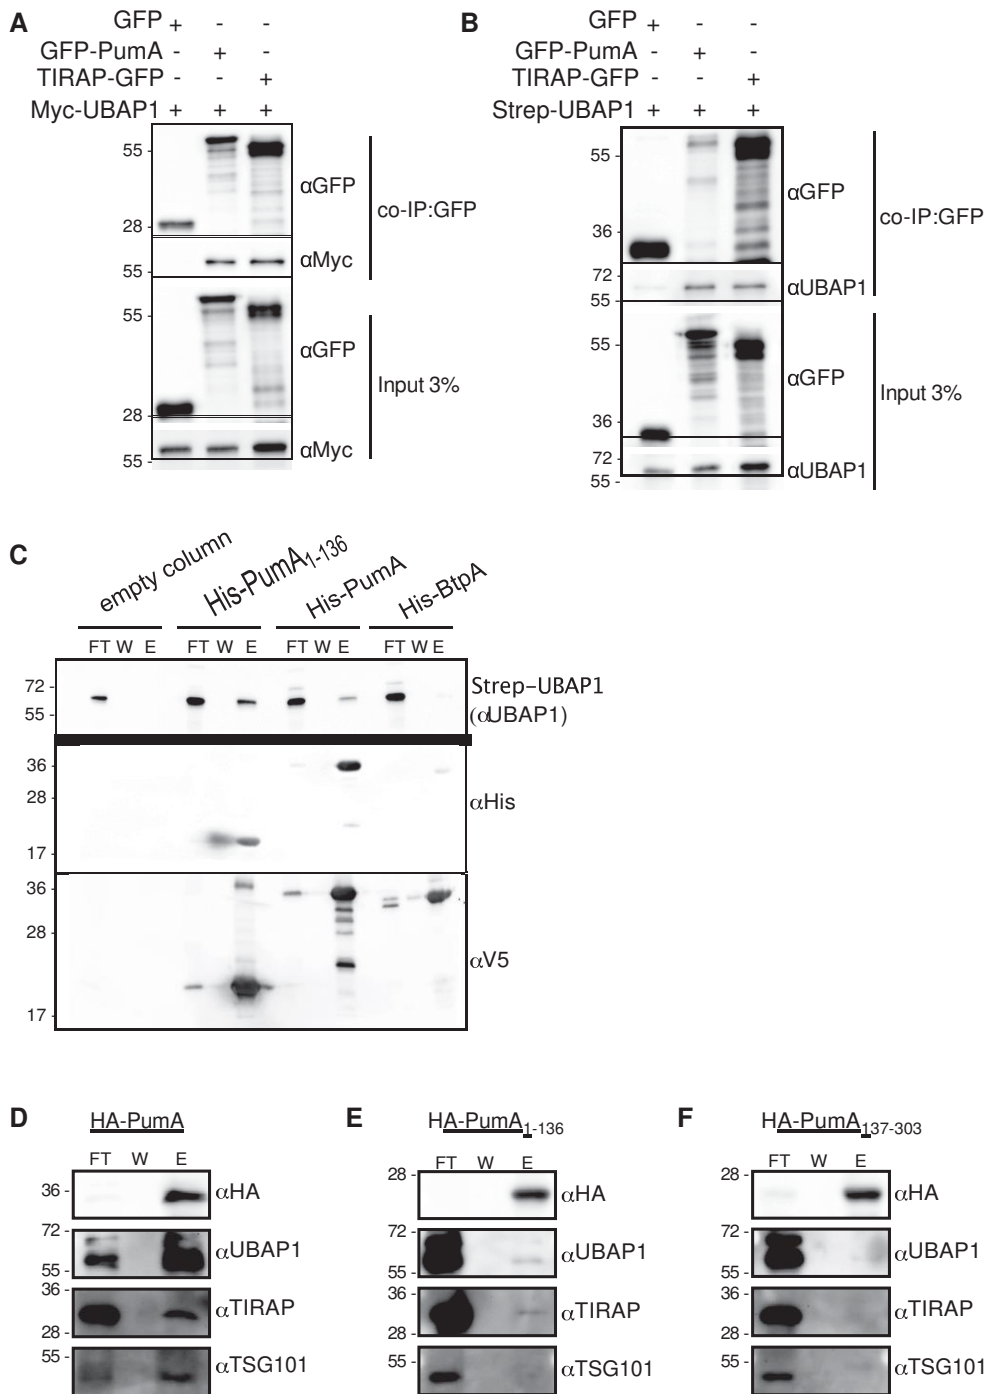 A
GFP + - -
GFP-PumA - + -
TIRAP-GFP - - +
Myc-UBAP1 + + +
55 -
αGFP
co-IP:GFP
28 -
αMyc
55 -
55 -
αGFP
Input 3%
28 -
αMyc
55 -
B
GFP + - -
GFP-PumA - + -
TIRAP-GFP - - +
Strep-UBAP1 + + +
55 -
αGFP
co-IP:GFP
36 -
72 -
αUBAP1
55 -
55 -
αGFP
Input 3%
36 -
72 -
αUBAP1
55 -
C
empty column His-PumA1-136 His-PumA His-BtpA
FT W E FT W E FT W E FT W E
72 -
Strep-UBAP1
55 -
(αUBAP1)
36 -
28 -
αHis
17 -
36 -
28 -
αV5
17 -
D
HA-PumA
FT W E
36 -
αHA
72 -
αUBAP1
55 -
36 -
αTIRAP
28 -
55 -
αTSG101
E
HA-PumA1-136
FT W E
28 -
αHA
72 -
αUBAP1
55 -
36 -
αTIRAP
28 -
55 -
αTSG101
F
HA-PumA137-303
FT W E
28 -
αHA
72 -
αUBAP1
55 -
36 -
αTIRAP
28 -
55 -
αTSG101